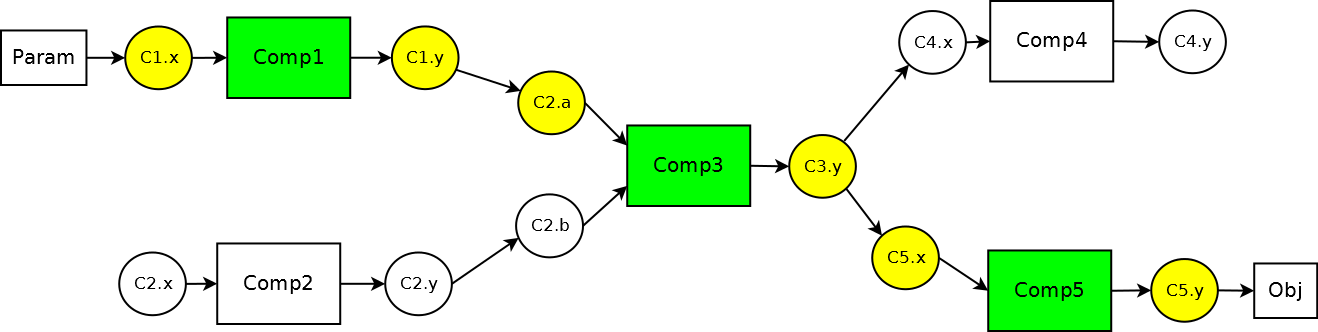 Param
C1.x
Comp1
C1.y
C2.a
C2.x
Comp2
C2.y
C2.b
Comp3
C3.y
C4.x
Comp4
C4.y
C5.x
Comp5
C5.y
Obj